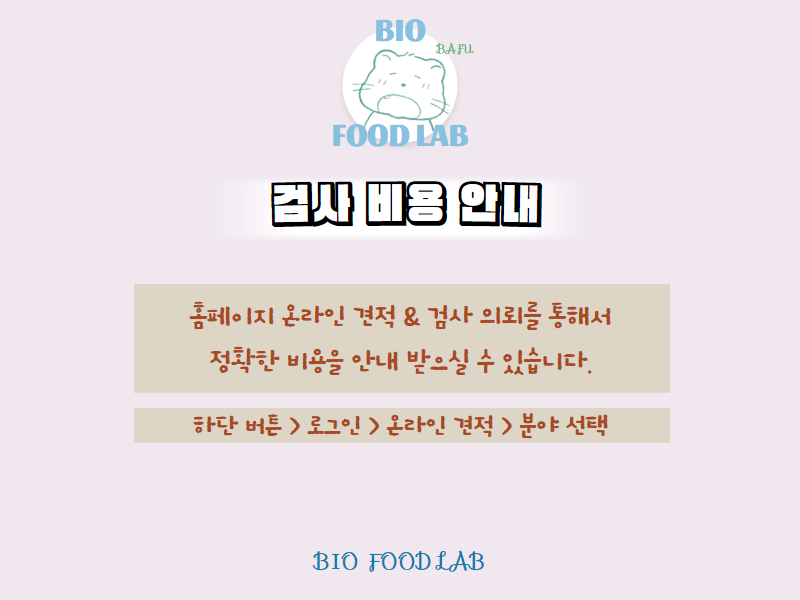 BIO
BAFU
FOOD LAB
검사 비용 안내
홈페이지 온라인 견적 & 검사 의뢰를 통해서
정확한 비용을 안내 받으실 수 있습니다.
하단 버튼 > 로그인 > 온라인 견적 > 분야 선택
BIO FOOD LAB